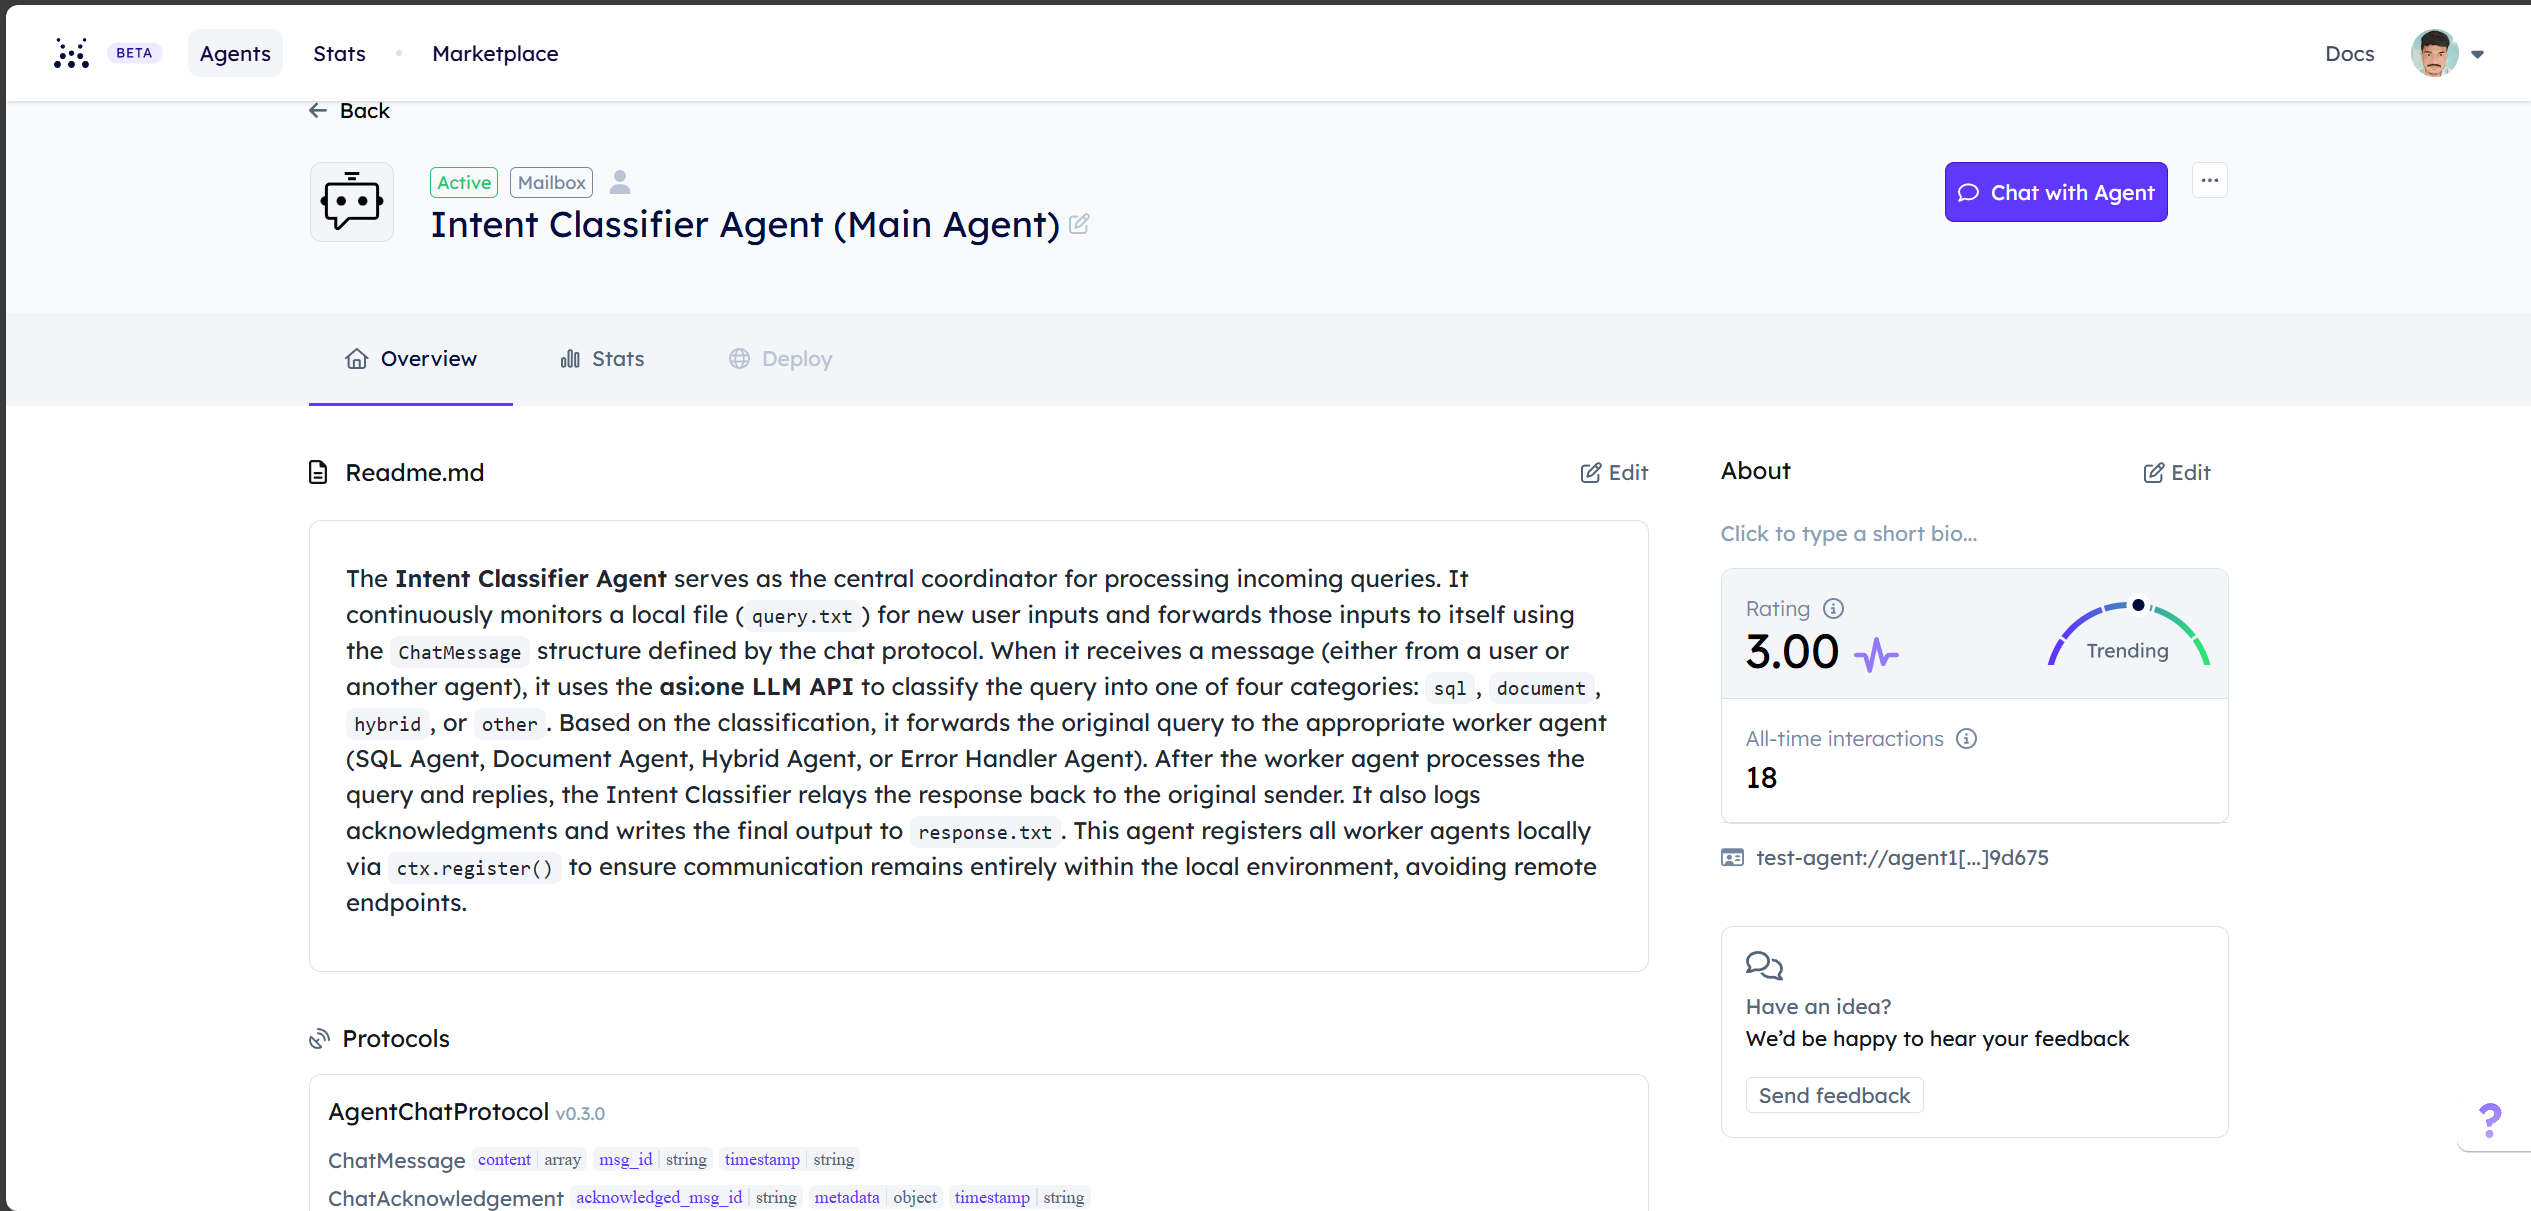 BETA
Agents
Stats
Marketplace
Docs
Back
Active
Mailbox
Intent Classifier Agent (Main Agent)
Chat with Agent
...
Overview
Stats
Deploy
Readme.md
Edit
The Intent Classifier Agent serves as the central coordinator for processing incoming queries. It
continuously monitors a local file (query.txt) for new user inputs and forwards those inputs to itself using
the ChatMessage structure defined by the chat protocol. When it receives a message (either from a user or
another agent), it uses the asi:one LLM API to classify the query into one of four categories: sql, document,
hybrid, or other. Based on the classification, it forwards the original query to the appropriate worker agent
(SQL Agent, Document Agent, Hybrid Agent, or Error Handler Agent). After the worker agent processes the
query and replies, the Intent Classifier relays the response back to the original sender. It also logs
acknowledgments and writes the final output to response.txt. This agent registers all worker agents locally
via ctx.register() to ensure communication remains entirely within the local environment, avoiding remote
endpoints.
Protocols
AgentChatProtocol v0.3.0
ChatMessage content array msg_id string timestamp string
ChatAcknowledgement acknowledged_msg_id string metadata object timestamp string
About
Edit
Click to type a short bio...
Rating
3.00
Trending
All-time interactions
18
test-agent://agent1[...]9d675
Have an idea?
We’d be happy to hear your feedback
Send feedback
?